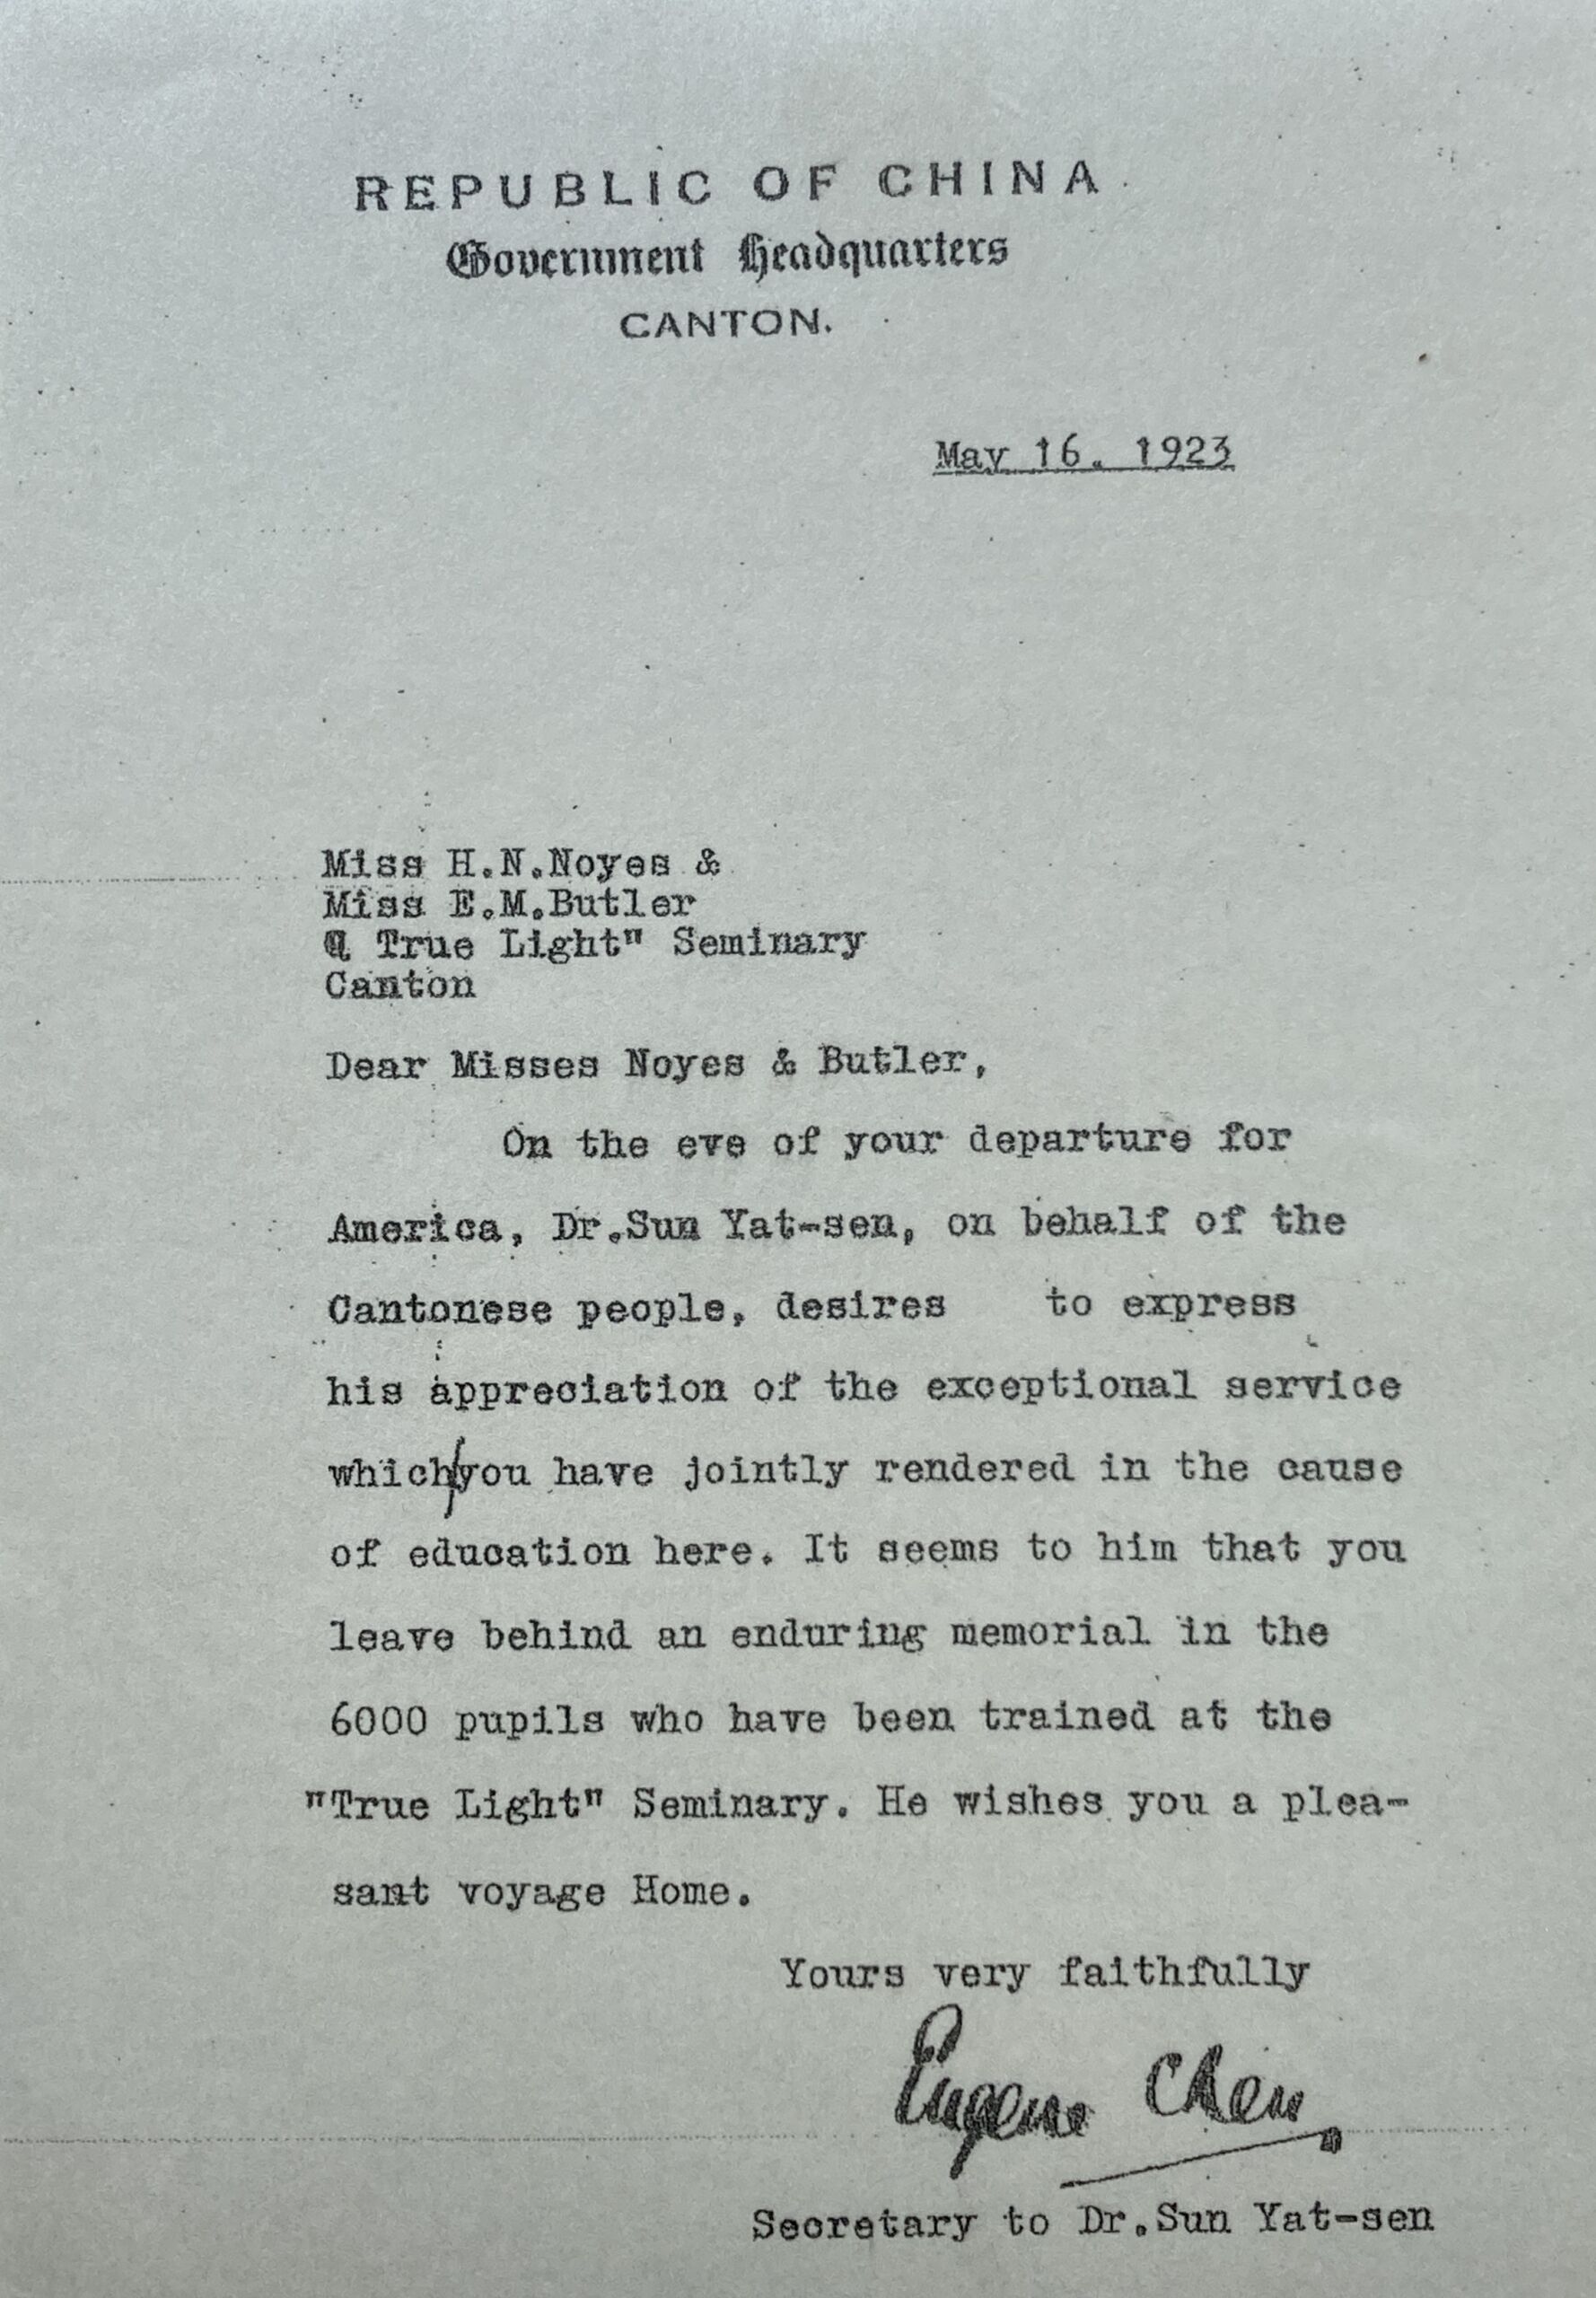 REPUBLIC OF CHINA
Government Headquarters
CANTON.
May 16. 1923
Miss H.N.Noyes &
Miss E.M.Butler
" True Light" Seminary
Canton
Dear Misses Noyes & Butler,
On the eve of your departure for
America, Dr.Sun Yat-sen, on behalf of the
Cantonese people, desires to express
his appreciation of the exceptional service
which/you have jointly rendered in the cause
of education here. It seems to him that you
leave behind an enduring memorial in the
6000 pupils who have been trained at the
"True Light" Seminary. He wishes you a plea-
sant voyage Home.
Yours very faithfully
Eugene Chen
Secretary to Dr.Sun Yat-sen